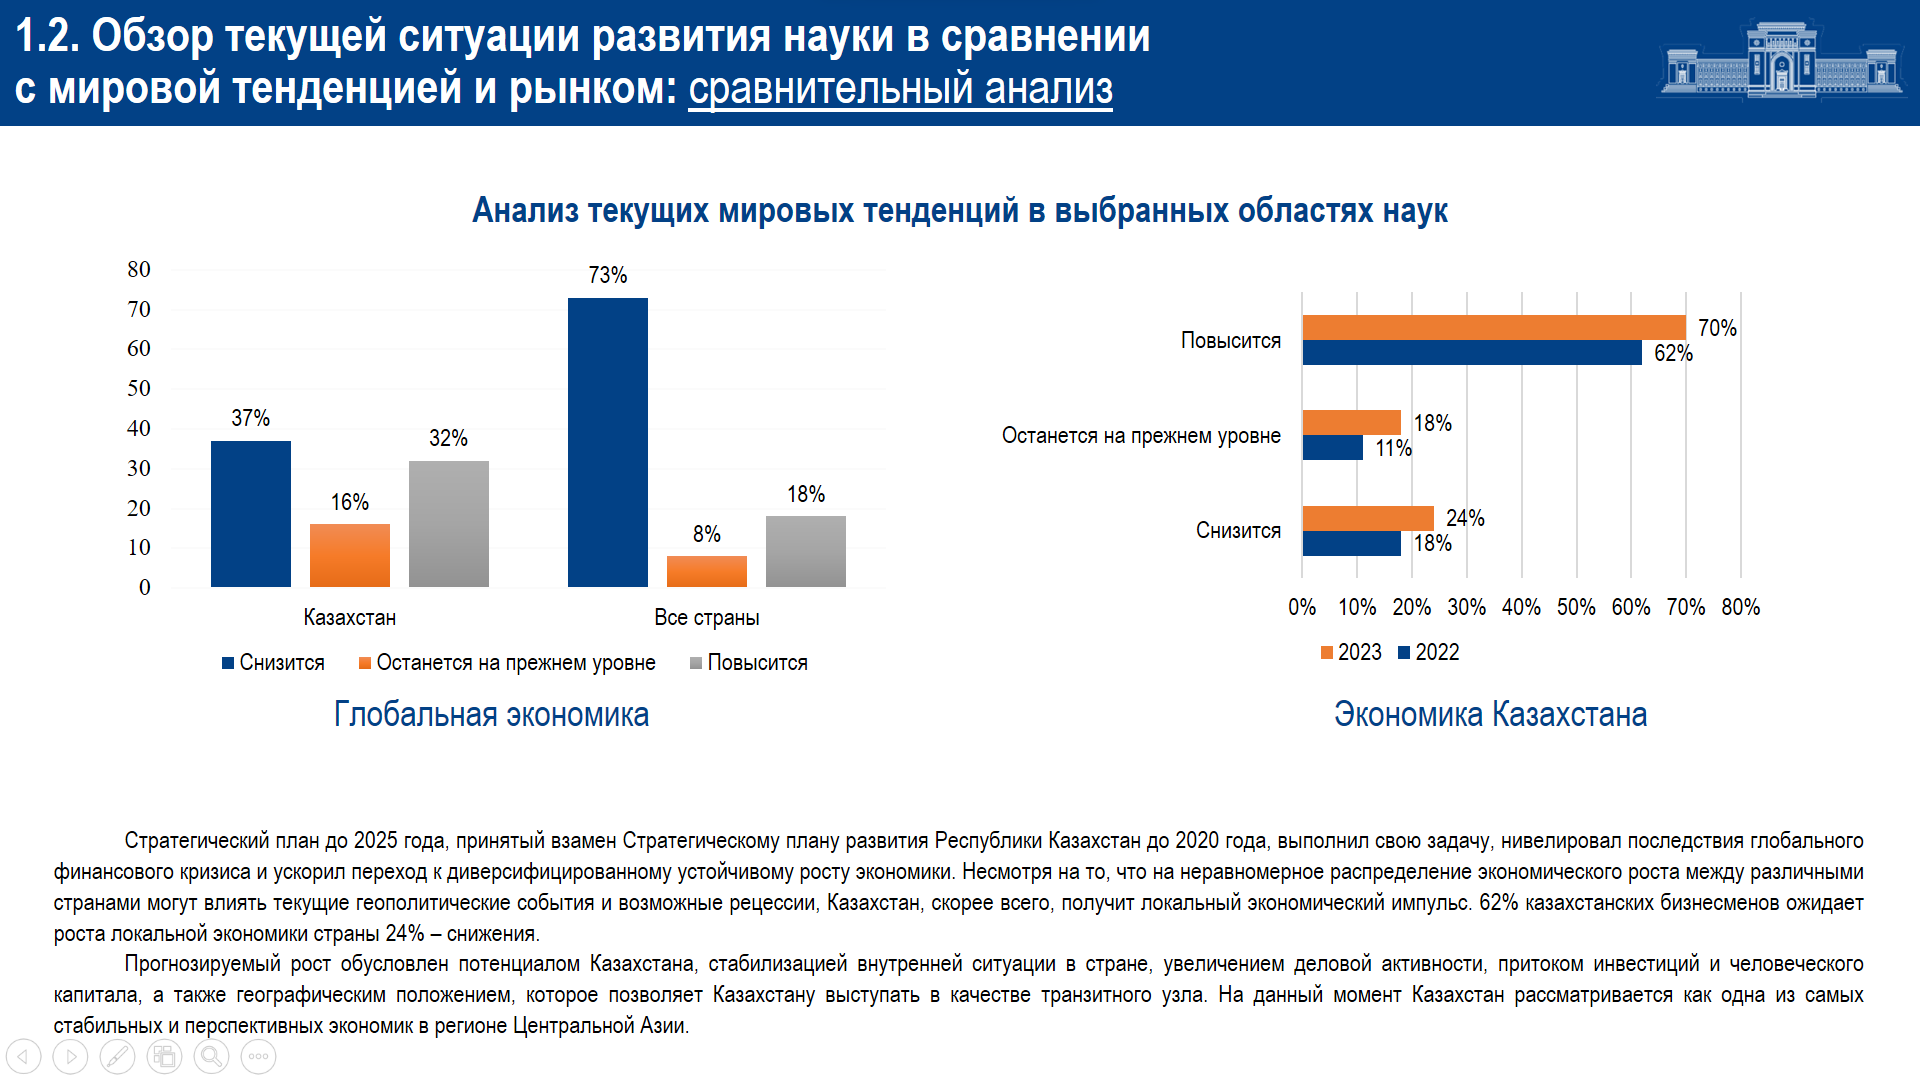 1.2. Обзор текущей ситуации развития науки в сравнении
с мировой тенденцией и рынком: сравнительный анализ
Анализ текущих мировых тенденций в выбранных областях наук
80
70
60
50
40
30
20
10
0
37%
16%
32%
73%
8%
18%
Казахстан
Все страны
Снизится
Останется на прежнем уровне
Повысится
Глобальная экономика
Повысится
70%
62%
Останется на прежнем уровне
18%
11%
Снизится
24%
18%
0% 10% 20% 30% 40% 50% 60% 70% 80%
2023 2022
Экономика Казахстана
Стратегический план до 2025 года, принятый взамен Стратегическому плану развития Республики Казахстан до 2020 года, выполнил свою задачу, нивелировал последствия глобального
финансового кризиса и ускорил переход к диверсифицированному устойчивому росту экономики. Несмотря на то, что на неравномерное распределение экономического роста между различными
странами могут влиять текущие геополитические события и возможные рецессии, Казахстан, скорее всего, получит локальный экономический импульс. 62% казахстанских бизнесменов ожидает
роста локальной экономики страны 24% – снижения.
Прогнозируемый рост обусловлен потенциалом Казахстана, стабилизацией внутренней ситуации в стране, увеличением деловой активности, притоком инвестиций и человеческого
капитала, а также географическим положением, которое позволяет Казахстану выступать в качестве транзитного узла. На данный момент Казахстан рассматривается как одна из самых
стабильных и перспективных экономик в регионе Центральной Азии.